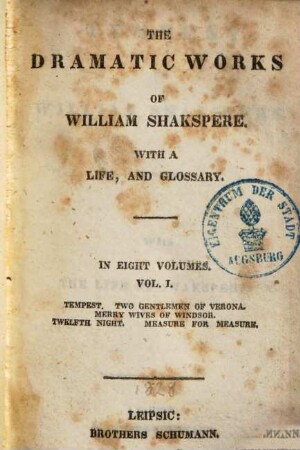 THE
DRAMATIC WORKS
OF
WILLIAM SHAKSPERE.
WITH A
LIFE, AND GLOSSARY.
IN EIGHT VOLUMES.
VOL. I.
TEMPEST. TWO GENTLEMEN OF VERONA.
MERRY WIVES OF WINDSOR.
TWELFTH NIGHT. MEASURE FOR MEASURE.
EIGENTUM DER STADT
AUGSBURG
LEIPSIC:
BROTHERS SCHUMANN.